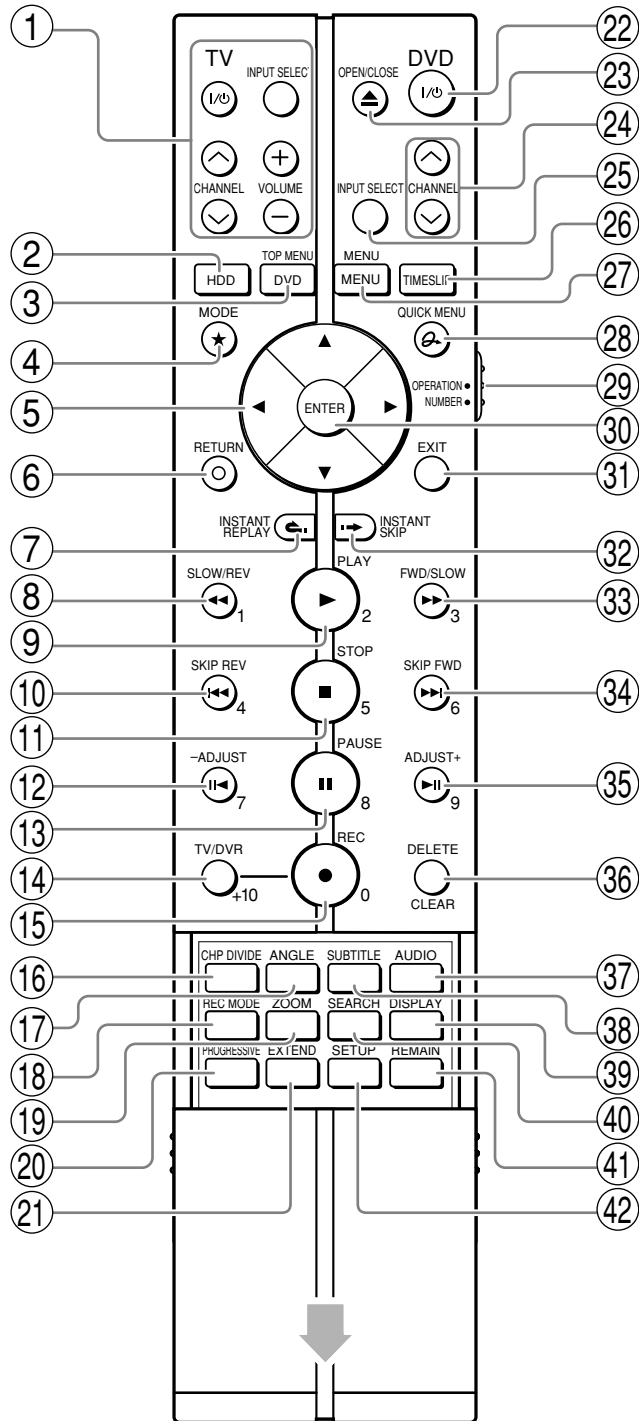 TV DVD
INPUT SELECT OPEN/CLOSE
I/⏻ I/⏻
CHANNEL VOLUME INPUT SELECT CHANNEL
TOP MENU MENU
HDD DVD MENU TIMESLIP
MODE QUICK MENU
OPERATION
NUMBER
ENTER
RETURN EXIT
INSTANT REPLAY INSTANT SKIP
PLAY
SLOW/REV FWD/SLOW
1 2 3
STOP
SKIP REV SKIP FWD
4 5 6
PAUSE
–ADJUST ADJUST+
7 8 9
REC
TV/DVR DELETE
+10 0
CLEAR
CHP DIVIDE ANGLE SUBTITLE AUDIO
REC MODE ZOOM SEARCH DISPLAY
PROGRESSIVE EXTEND SETUP REMAIN
1
2
3
4
5
6
7
8
9
10
11
12
13
14
15
16
17
18
19
20
21
22
23
24
25
26
27
28
29
30
31
32
33
34
35
36
37
38
39
40
41
42